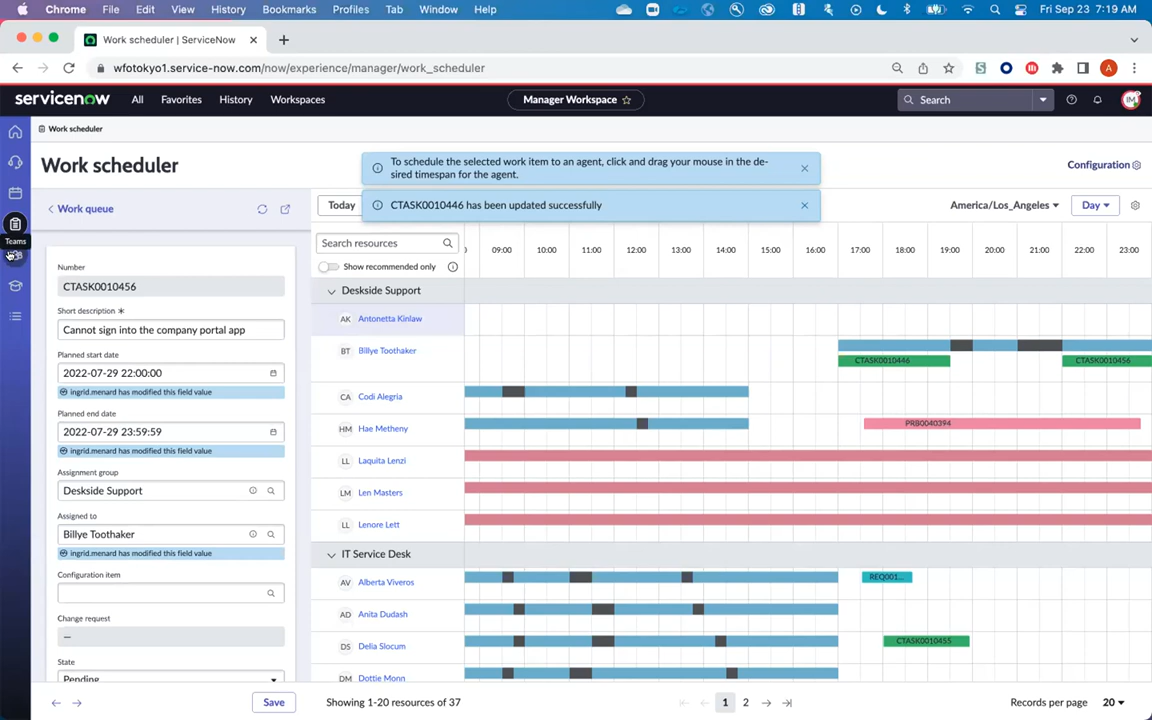 Chrome File Edit View History Bookmarks Profiles Tab Window Help Fri Sep 23 7:19 AM
Work scheduler | ServiceNow
wfotokyo1.service-now.com/now/experience/manager/work_scheduler
servicenow All Favorites History Workspaces Manager Workspace Search IM
Work scheduler
Work scheduler
To schedule the selected work item to an agent, click and drag your mouse in the de-
sired timespan for the agent.
Configuration
Work queue
Today
CTASK0010446 has been updated successfully
America/Los_Angeles Day
Teams
Search resources
09:00 10:00 11:00 12:00 13:00 14:00 15:00 16:00 17:00 18:00 19:00 20:00 21:00 22:00 23:00
Show recommended only
Number
CTASK0010456
Short description
Cannot sign into the company portal app
Planned start date
2022-07-29 22:00:00
ingrid.menard has modified this field value
Planned end date
2022-07-29 23:59:59
ingrid.menard has modified this field value
Assignment group
Deskside Support
Assigned to
Billye Toothaker
ingrid.menard has modified this field value
Configuration item
Change request
—
State
Pending
Save
Deskside Support
AK Antonetta Kinlaw
BT Billye Toothaker
CTASK0010446 CTASK0010456
CA Codi Alegria
HM Hae Metheny PRB0040394
LL Laquita Lenzi
LM Len Masters
LL Lenore Lett
IT Service Desk
AV Alberta Viveros REQ001...
AD Anita Dudash
DS Delia Slocum CTASK0010455
DM Dottie Monn
Showing 1-20 resources of 37 1 2 Records per page 20